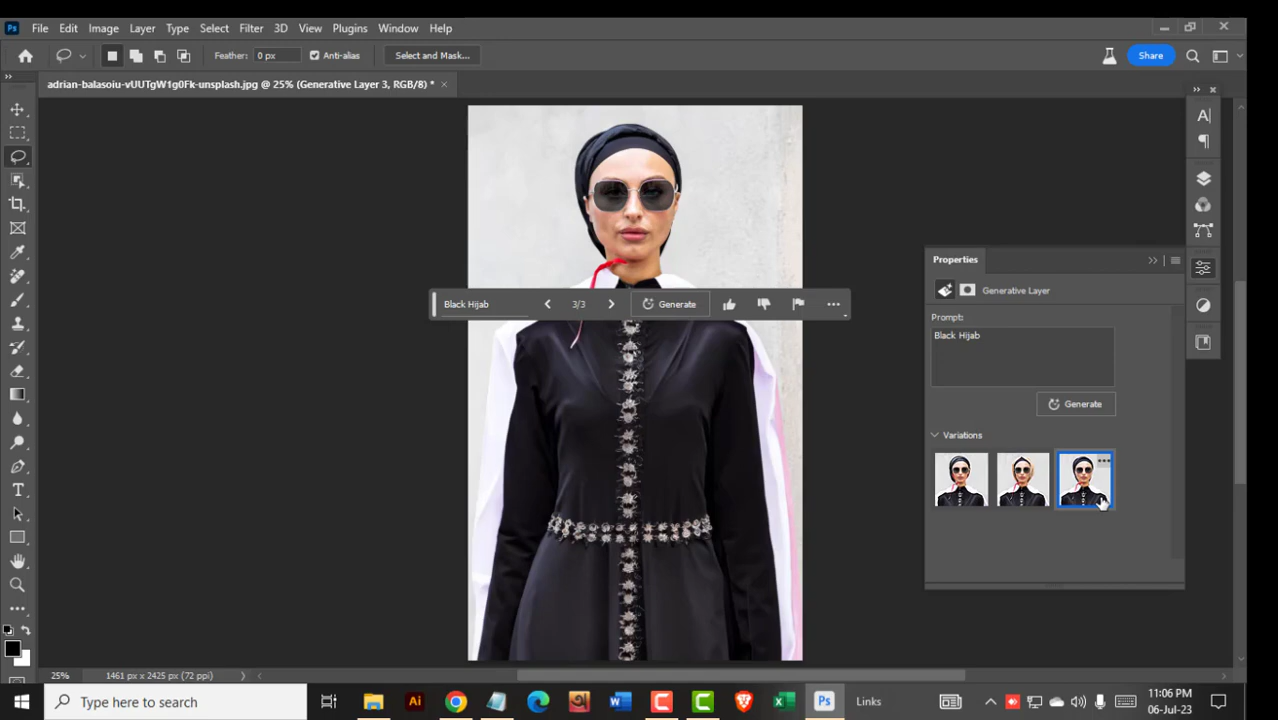 Ps File Edit Image Layer Type Select Filter 3D View Plugins Window Help
Feather: 0 px Anti-alias Select and Mask... Share
adrian-balasoiu-vUUTgW1g0Fk-unsplash.jpg @ 25% (Generative Layer 3, RGB/8) *
Properties
Generative Layer
Black Hijab 3/3 Generate
Prompt:
Black Hijab
Generate
Variations
25% 1461 px x 2425 px (72 ppi)
Type here to search
Ai
Ps
Links
11:06 PM
06-Jul-23